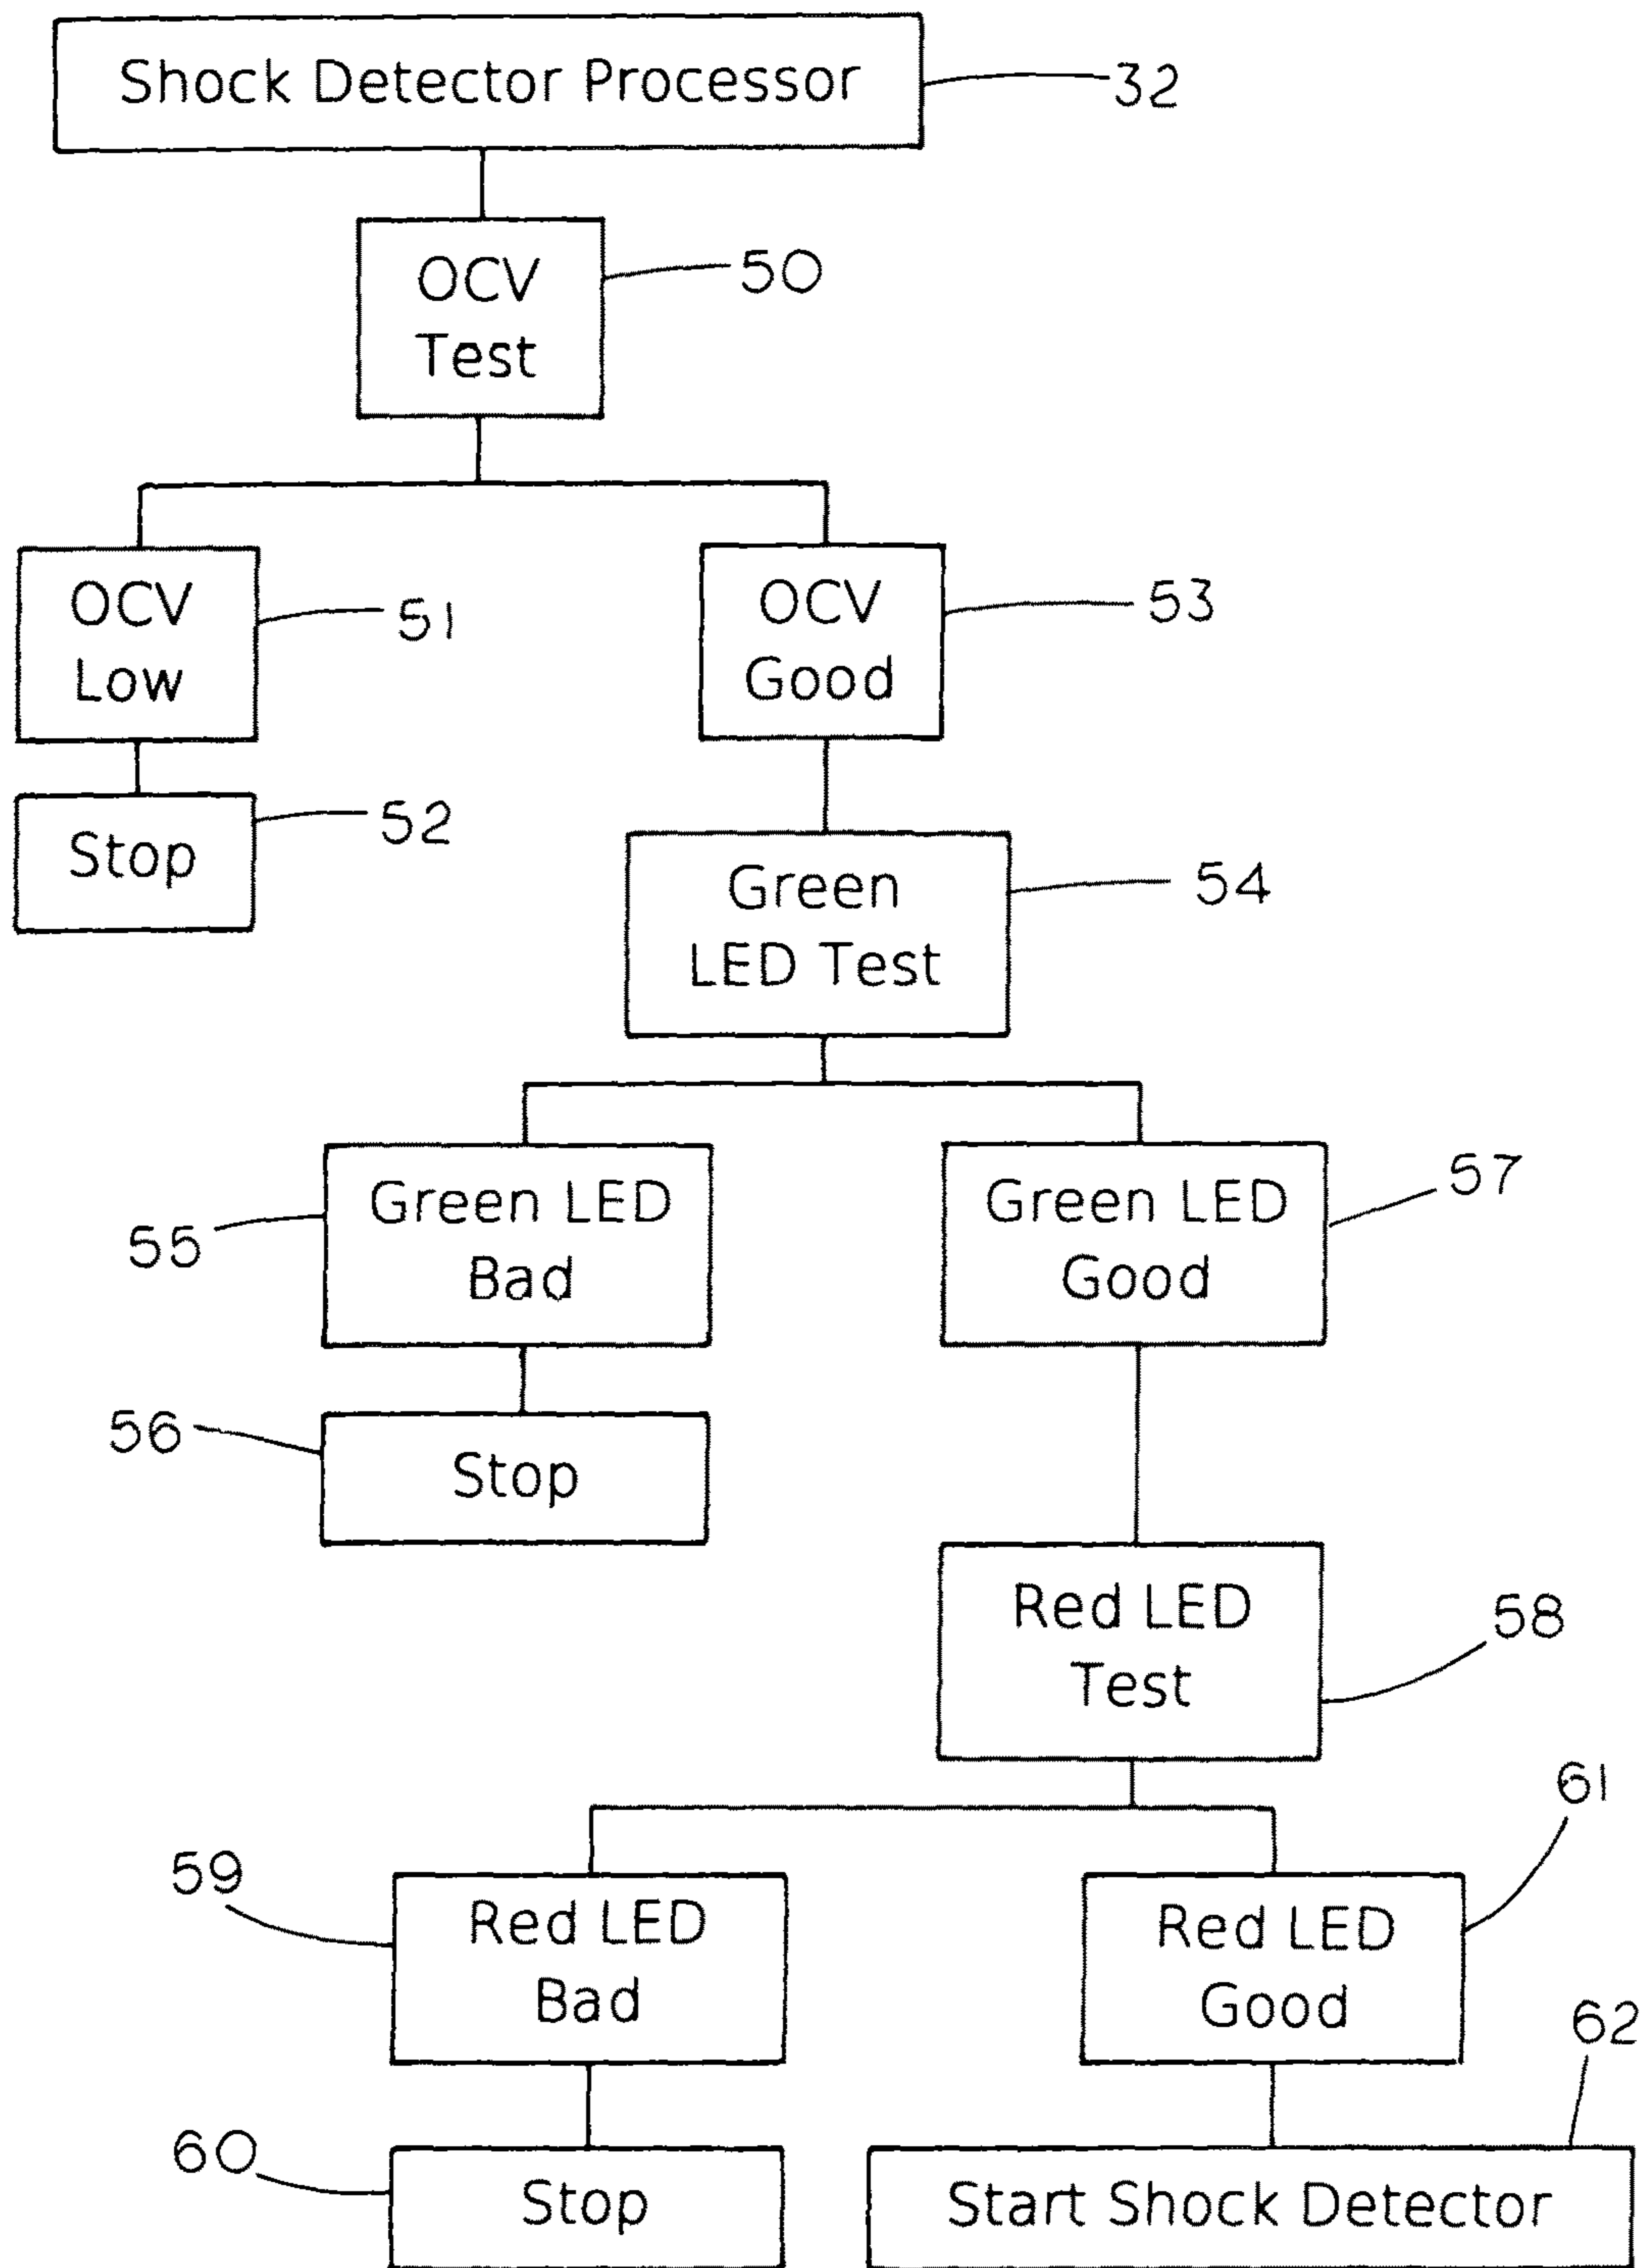 Shock Detector Processor
32
OCV
Test
50
OCV
Low
51
OCV
Good
53
Stop
52
Green
LED Test
54
Green LED
Bad
55
Green LED
Good
57
Stop
56
Red LED
Test
58
Red LED
Bad
59
Red LED
Good
61
Stop
60
Start Shock Detector
62